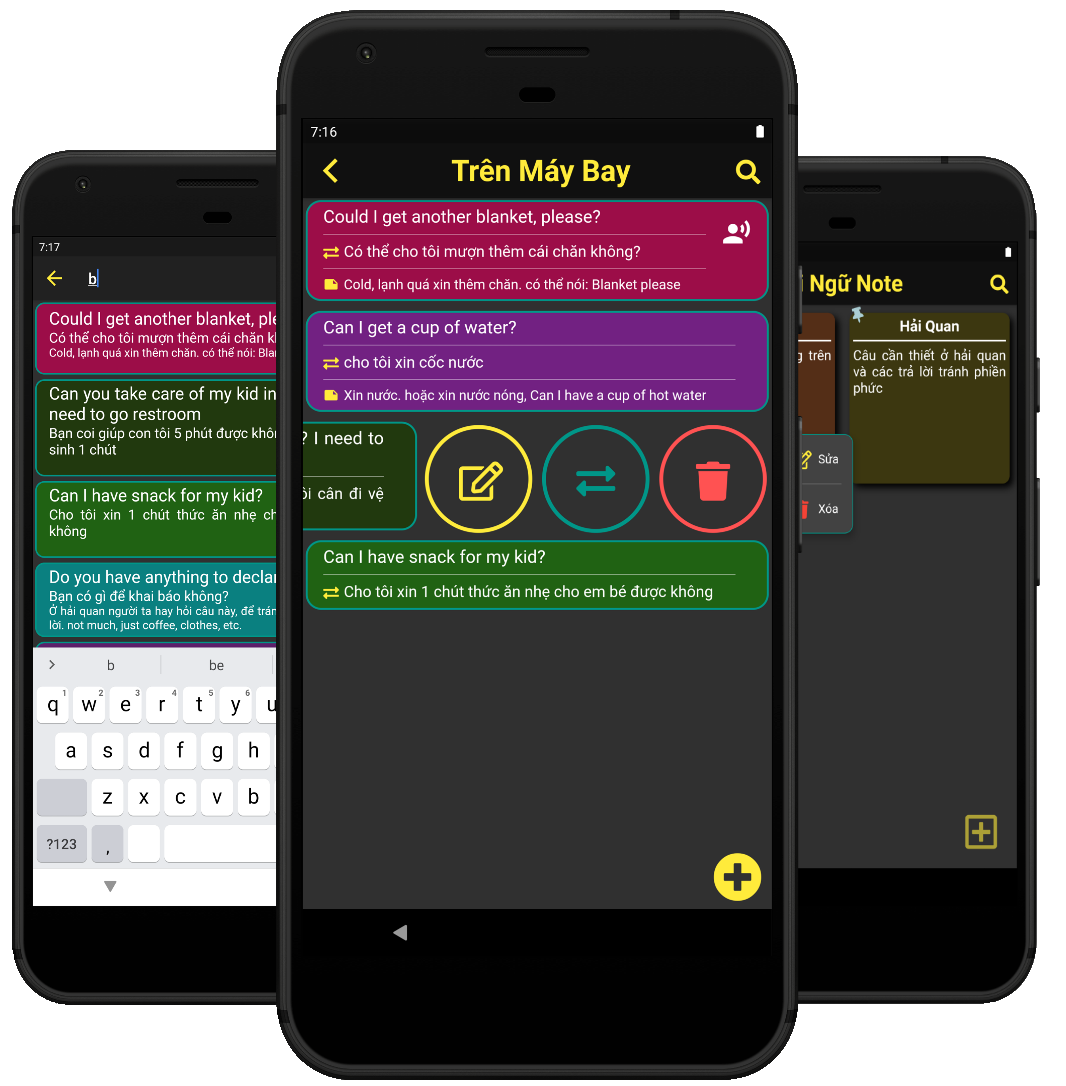 7:17
b
Could I get another blanket, ple
Có thể cho tôi mượn thêm cái chăn k
Cold, lạnh quá xin thêm chăn. có thể nói: Bla
Can you take care of my kid in
need to go restroom
Bạn coi giúp con tôi 5 phút được khô
sinh 1 chút
Can I have snack for my kid?
Cho tôi xin 1 chút thức ăn nhẹ ch
không
Do you have anything to decla
Bạn có gì để khai báo không?
Ở hải quan người ta hay hỏi câu này, để trán
lời. not much, just coffee, clothes, etc.
b be
q1 w2 e3 r4 t5 y6 u
a s d f g h
z x c v b
?123 ,
7:16
Trên Máy Bay
Could I get another blanket, please?
Có thể cho tôi mượn thêm cái chăn không?
Cold, lạnh quá xin thêm chăn. có thể nói: Blanket please
Can I get a cup of water?
cho tôi xin cốc nước
Xin nước. hoặc xin nước nóng, Can I have a cup of hot water
? I need to
ôi cân đi vệ
Can I have snack for my kid?
Cho tôi xin 1 chút thức ăn nhẹ cho em bé được không
i Ngữ Note
g trên
Hải Quan
Câu cần thiết ở hải quan
và các trả lời tránh phiền
phức
Sửa
Xóa